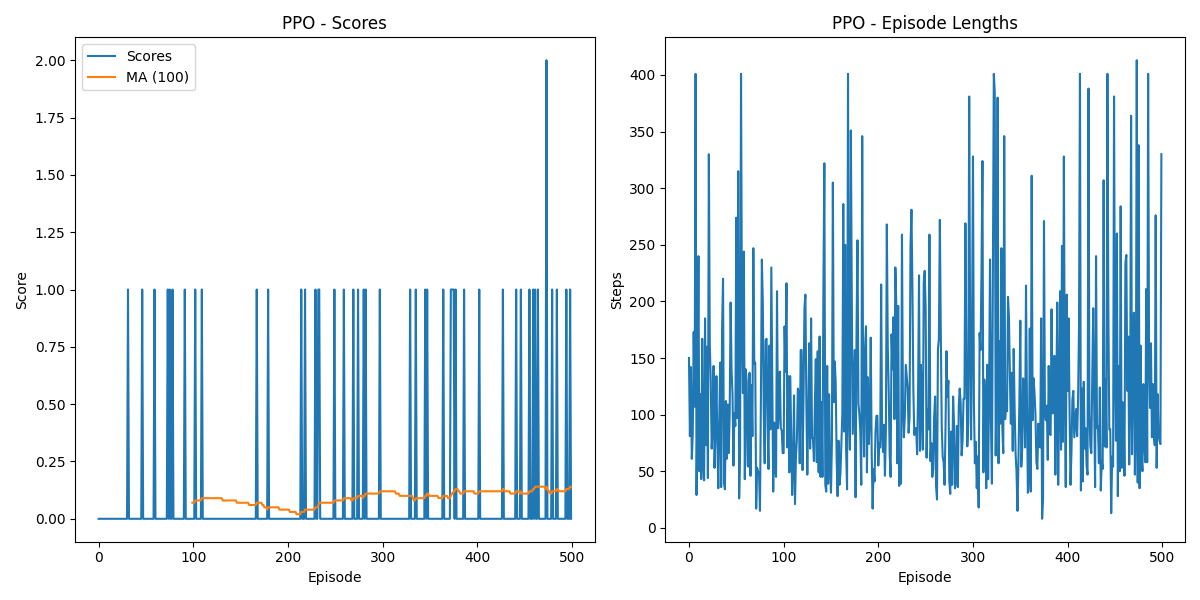 PPO - Scores
Scores
MA (100)
2.00
1.75
1.50
1.25
1.00
0.75
0.50
0.25
0.00
Score
0 100 200 300 400 500
Episode
PPO - Episode Lengths
400
350
300
250
200
150
100
50
0
Steps
0 100 200 300 400 500
Episode